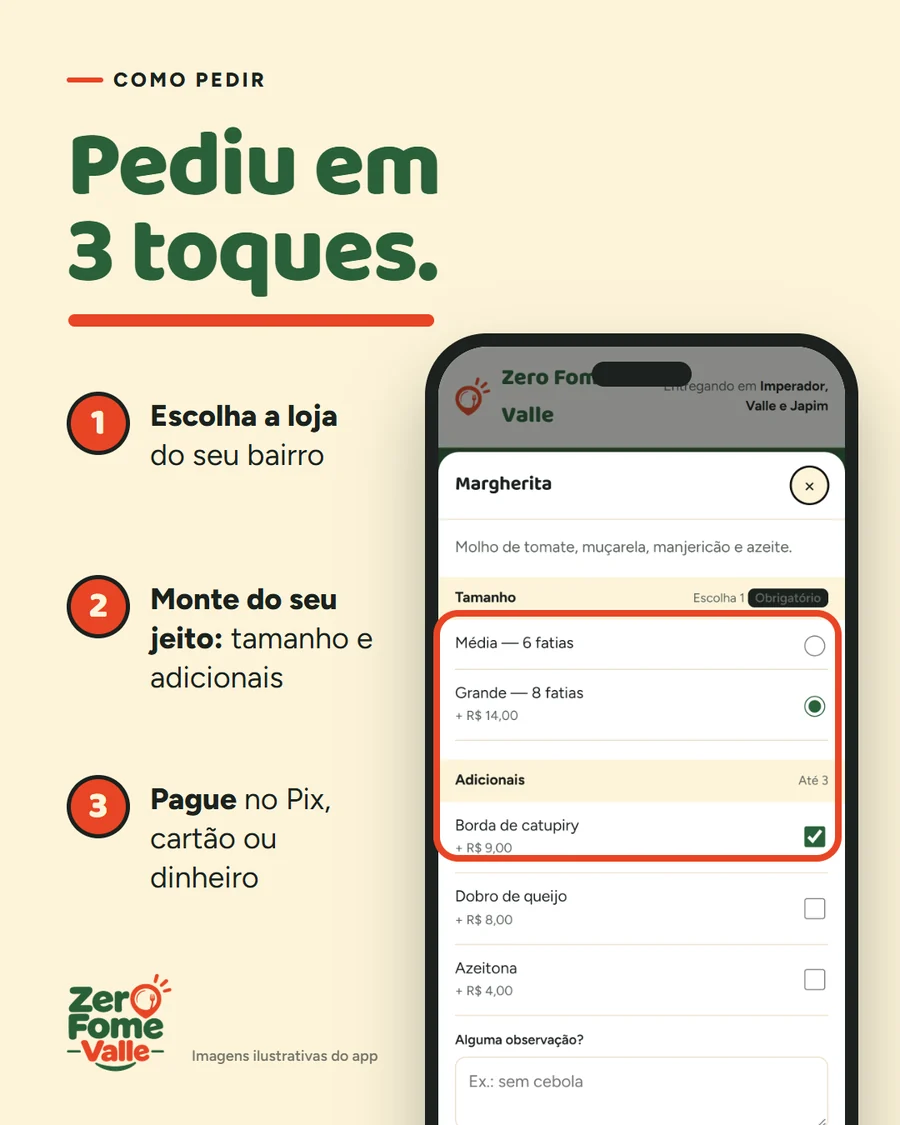 COMO PEDIR
Pediu em
3 toques.
1
Escolha a loja
do seu bairro
2
Monte do seu
jeito: tamanho e
adicionais
3
Pague no Pix,
cartão ou
dinheiro
Zero
Fome
Valle
Imagens ilustrativas do app
Zero Fom
Valle
Entregando em Imperador,
Valle e Japim
Margherita
×
Molho de tomate, muçarela, manjericão e azeite.
Tamanho
Escolha 1 Obrigatório
Média — 6 fatias
Grande — 8 fatias
+ R$ 14,00
Adicionais
Até 3
Borda de catupiry
+ R$ 9,00
Dobro de queijo
+ R$ 8,00
Azeitona
+ R$ 4,00
Alguma observação?
Ex.: sem cebola